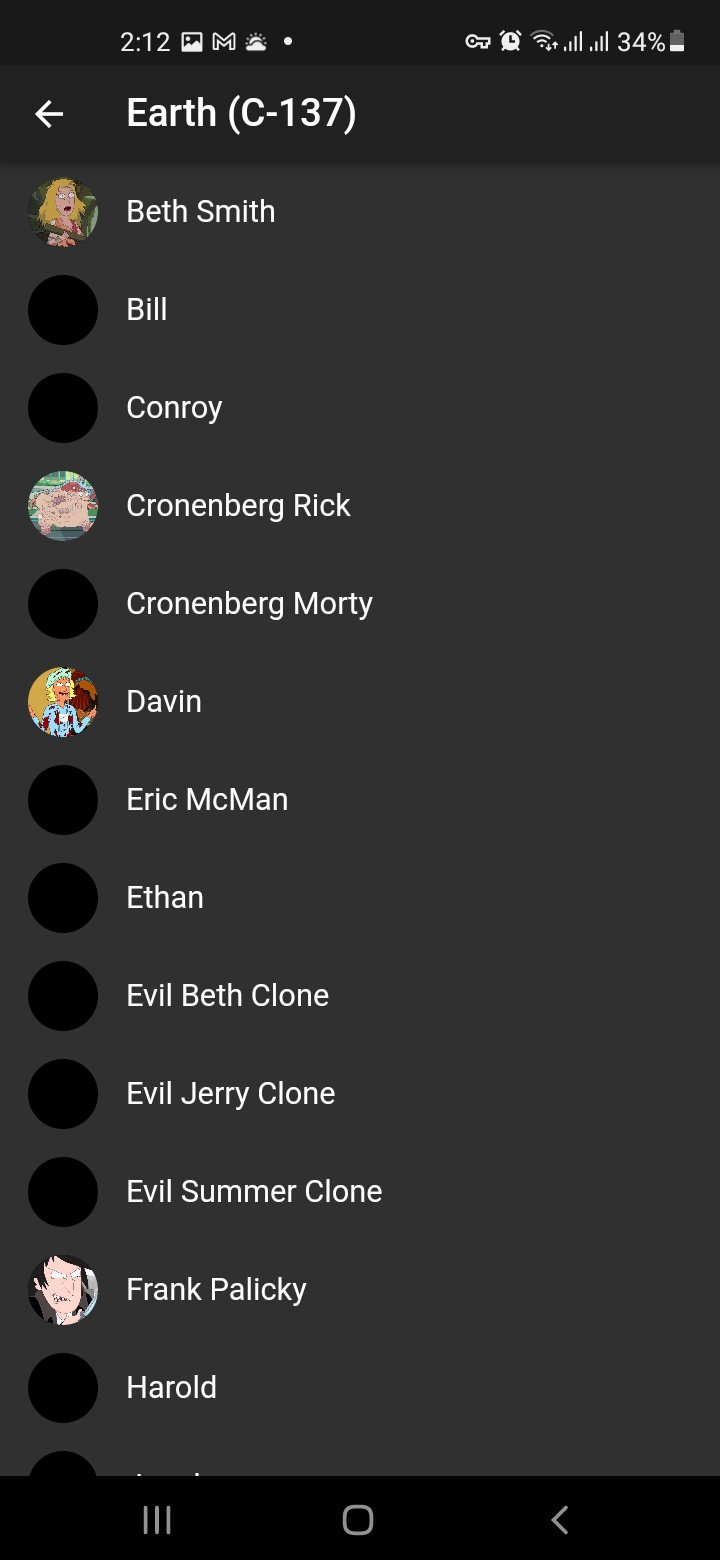 2:12
34%
Earth (C-137)
Beth Smith
Bill
Conroy
Cronenberg Rick
Cronenberg Morty
Davin
Eric McMan
Ethan
Evil Beth Clone
Evil Jerry Clone
Evil Summer Clone
Frank Palicky
Harold